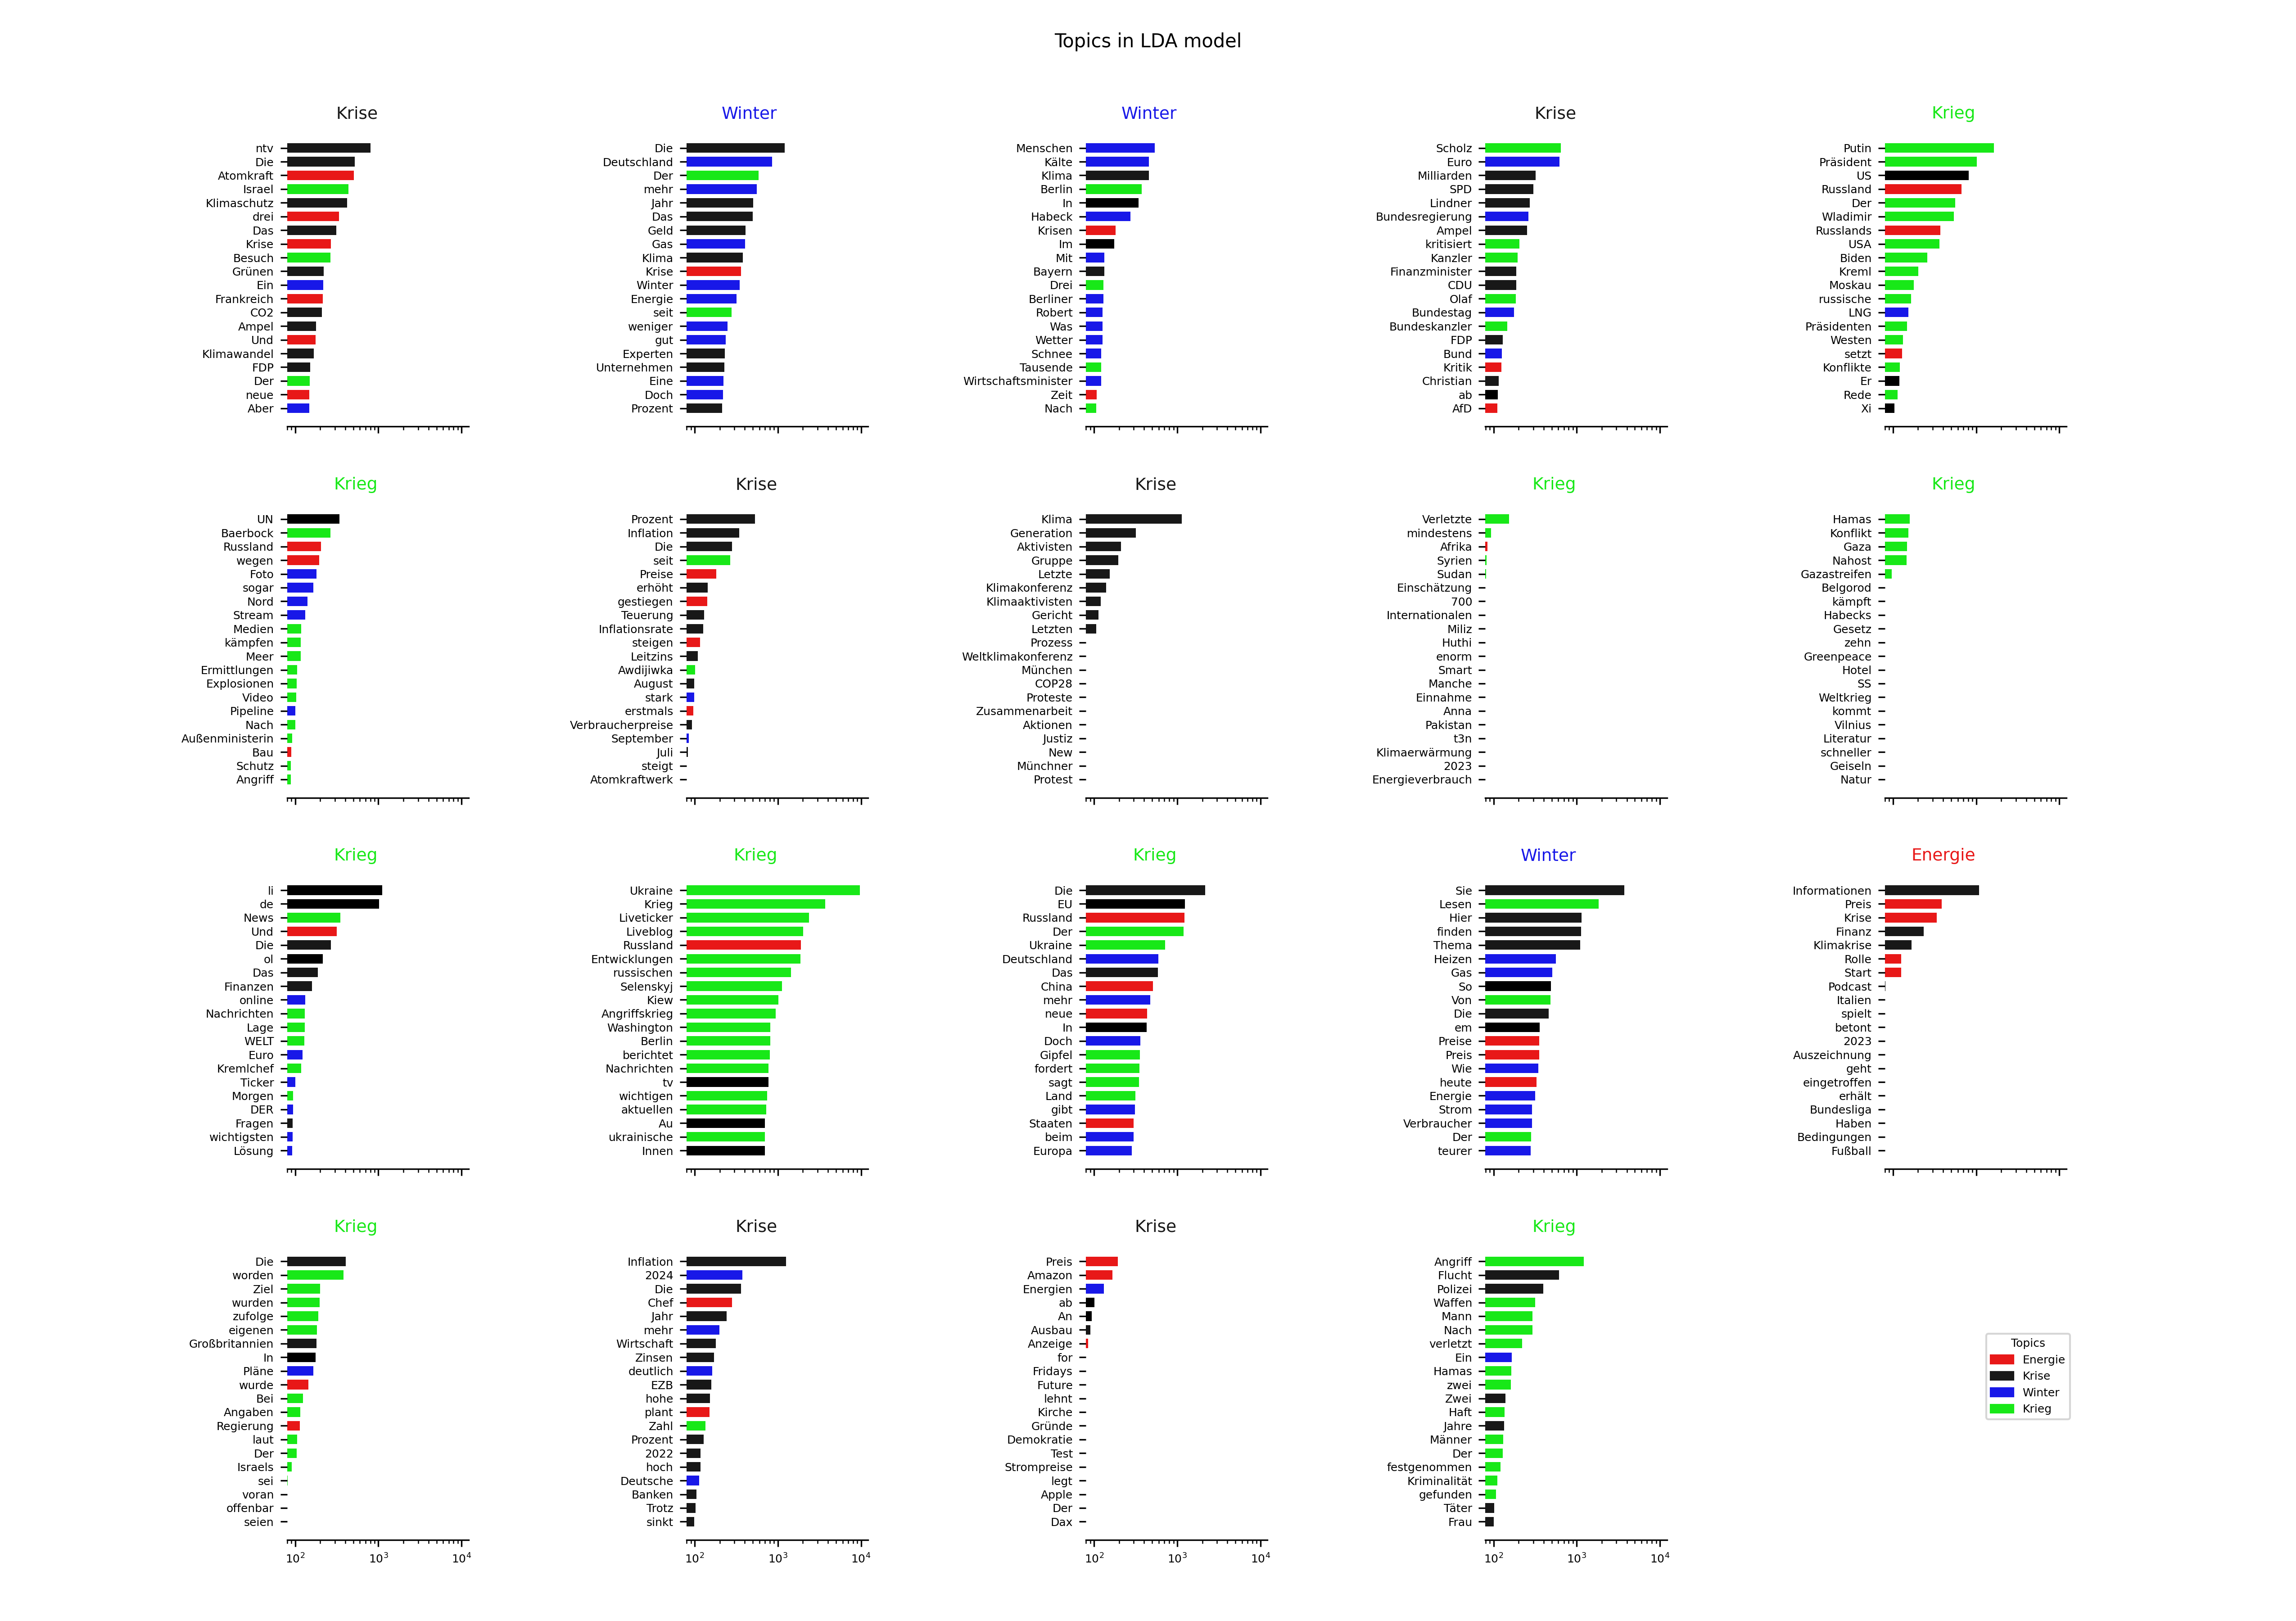 Topics in LDA model
Krise
ntv
Die
Atomkraft
Israel
Klimaschutz
drei
Das
Krise
Besuch
Grünen
Ein
Frankreich
CO2
Ampel
Und
Klimawandel
FDP
Der
neue
Aber
Winter
Die
Deutschland
Der
mehr
Jahr
Das
Geld
Gas
Klima
Krise
Winter
Energie
seit
weniger
gut
Experten
Unternehmen
Eine
Doch
Prozent
Winter
Menschen
Kälte
Klima
Berlin
In
Habeck
Krisen
Im
Mit
Bayern
Drei
Berliner
Robert
Was
Wetter
Schnee
Tausende
Wirtschaftsminister
Zeit
Nach
Krise
Scholz
Euro
Milliarden
SPD
Lindner
Bundesregierung
Ampel
kritisiert
Kanzler
Finanzminister
CDU
Olaf
Bundestag
Bundeskanzler
FDP
Bund
Kritik
Christian
ab
AfD
Krieg
Putin
Präsident
US
Russland
Der
Wladimir
Russlands
USA
Biden
Kreml
Moskau
russische
LNG
Präsidenten
Westen
setzt
Konflikte
Er
Rede
Xi
Krieg
UN
Baerbock
Russland
wegen
Foto
sogar
Nord
Stream
Medien
kämpfen
Meer
Ermittlungen
Explosionen
Video
Pipeline
Nach
Außenministerin
Bau
Schutz
Angriff
Krise
Prozent
Inflation
Die
seit
Preise
erhöht
gestiegen
Teuerung
Inflationsrate
steigen
Leitzins
Awdijiwka
August
stark
erstmals
Verbraucherpreise
September
Juli
steigt
Atomkraftwerk
Krise
Klima
Generation
Aktivisten
Gruppe
Letzte
Klimakonferenz
Klimaaktivisten
Gericht
Letzten
Prozess
Weltklimakonferenz
München
COP28
Proteste
Zusammenarbeit
Aktionen
Justiz
New
Münchner
Protest
Krieg
Verletzte
mindestens
Afrika
Syrien
Sudan
Einschätzung
700
Internationalen
Miliz
Huthi
enorm
Smart
Manche
Einnahme
Anna
Pakistan
t3n
Klimaerwärmung
2023
Energieverbrauch
Krieg
Hamas
Konflikt
Gaza
Nahost
Gazastreifen
Belgorod
kämpft
Habecks
Gesetz
zehn
Greenpeace
Hotel
SS
Weltkrieg
kommt
Vilnius
Literatur
schneller
Geiseln
Natur
Krieg
li
de
News
Und
Die
ol
Das
Finanzen
online
Nachrichten
Lage
WELT
Euro
Kremlchef
Ticker
Morgen
DER
Fragen
wichtigsten
Lösung
Krieg
Ukraine
Krieg
Liveticker
Liveblog
Russland
Entwicklungen
russischen
Selenskyj
Kiew
Angriffskrieg
Washington
Berlin
berichtet
Nachrichten
tv
wichtigen
aktuellen
Au
ukrainische
Innen
Krieg
Die
EU
Russland
Der
Ukraine
Deutschland
Das
China
mehr
neue
In
Doch
Gipfel
fordert
sagt
Land
gibt
Staaten
beim
Europa
Winter
Sie
Lesen
Hier
finden
Thema
Heizen
Gas
So
Von
Die
em
Preise
Preis
Wie
heute
Energie
Strom
Verbraucher
Der
teurer
Energie
Informationen
Preis
Krise
Finanz
Klimakrise
Rolle
Start
Podcast
Italien
spielt
betont
2023
Auszeichnung
geht
eingetroffen
erhält
Bundesliga
Haben
Bedingungen
Fußball
Krieg
Die
worden
Ziel
wurden
zufolge
eigenen
Großbritannien
In
Pläne
wurde
Bei
Angaben
Regierung
laut
Der
Israels
sei
voran
offenbar
seien
10² 10³ 10⁴
Krise
Inflation
2024
Die
Chef
Jahr
mehr
Wirtschaft
Zinsen
deutlich
EZB
hohe
plant
Zahl
Prozent
2022
hoch
Deutsche
Banken
Trotz
sinkt
10² 10³ 10⁴
Krise
Preis
Amazon
Energien
ab
An
Ausbau
Anzeige
for
Fridays
Future
lehnt
Kirche
Gründe
Demokratie
Test
Strompreise
legt
Apple
Der
Dax
10² 10³ 10⁴
Krieg
Angriff
Flucht
Polizei
Waffen
Mann
Nach
verletzt
Ein
Hamas
zwei
Zwei
Haft
Jahre
Männer
Der
festgenommen
Kriminalität
gefunden
Täter
Frau
10² 10³ 10⁴
Topics
Energie
Krise
Winter
Krieg